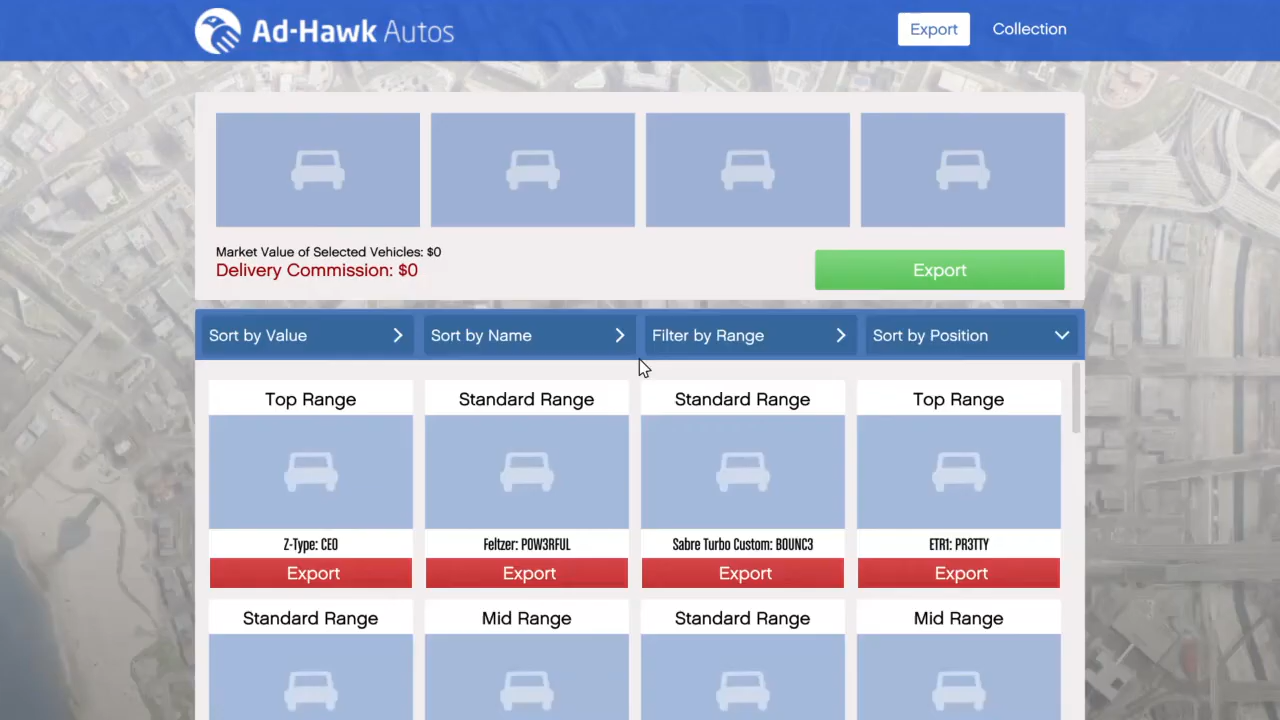 Ad-Hawk Autos
Export
Collection
Market Value of Selected Vehicles: $0
Delivery Commission: $0
Export
Sort by Value
Sort by Name
Filter by Range
Sort by Position
Top Range
Standard Range
Standard Range
Top Range
Z-Type: CEO
Feltzer: P0W3RFUL
Sabre Turbo Custom: B0UNC3
ETR1: PR3TTY
Export
Export
Export
Export
Standard Range
Mid Range
Standard Range
Mid Range